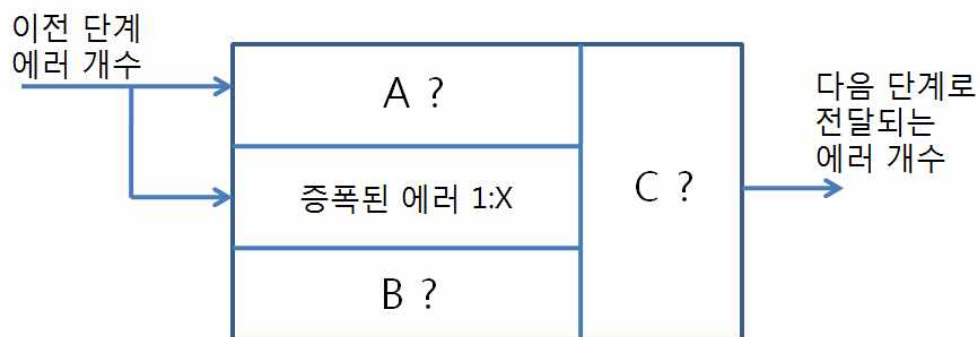 이전 단계
에러 개수
A ?
증폭된 에러 1:X
B ?
C ?
다음 단계로
전달되는
에러 개수